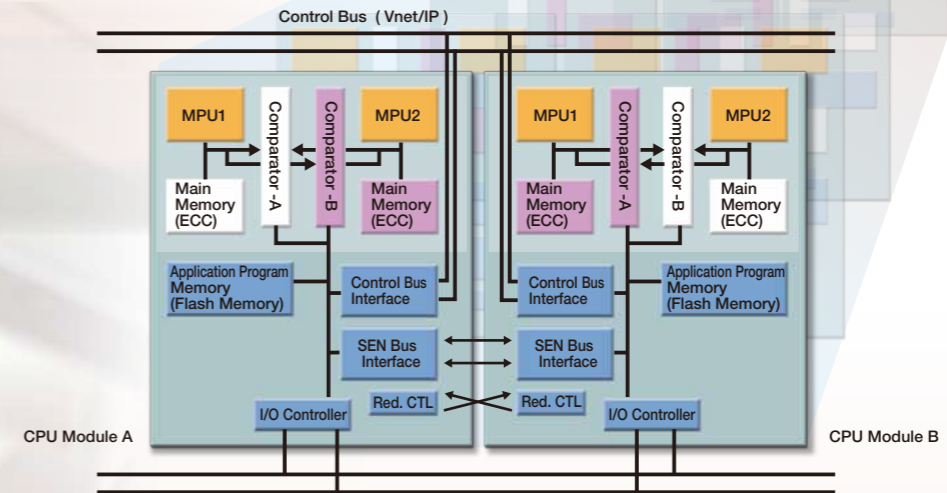 Control Bus ( Vnet/IP )
MPU1
Comparator -A
Comparator -B
MPU2
Main
Memory
(ECC)
Main
Memory
(ECC)
Application Program
Memory
(Flash Memory)
Control Bus
Interface
SEN Bus
Interface
Red. CTL
I/O Controller
CPU Module A
MPU1
Comparator -A
Comparator -B
MPU2
Main
Memory
(ECC)
Main
Memory
(ECC)
Control Bus
Interface
Application Program
Memory
(Flash Memory)
SEN Bus
Interface
Red. CTL
I/O Controller
CPU Module B